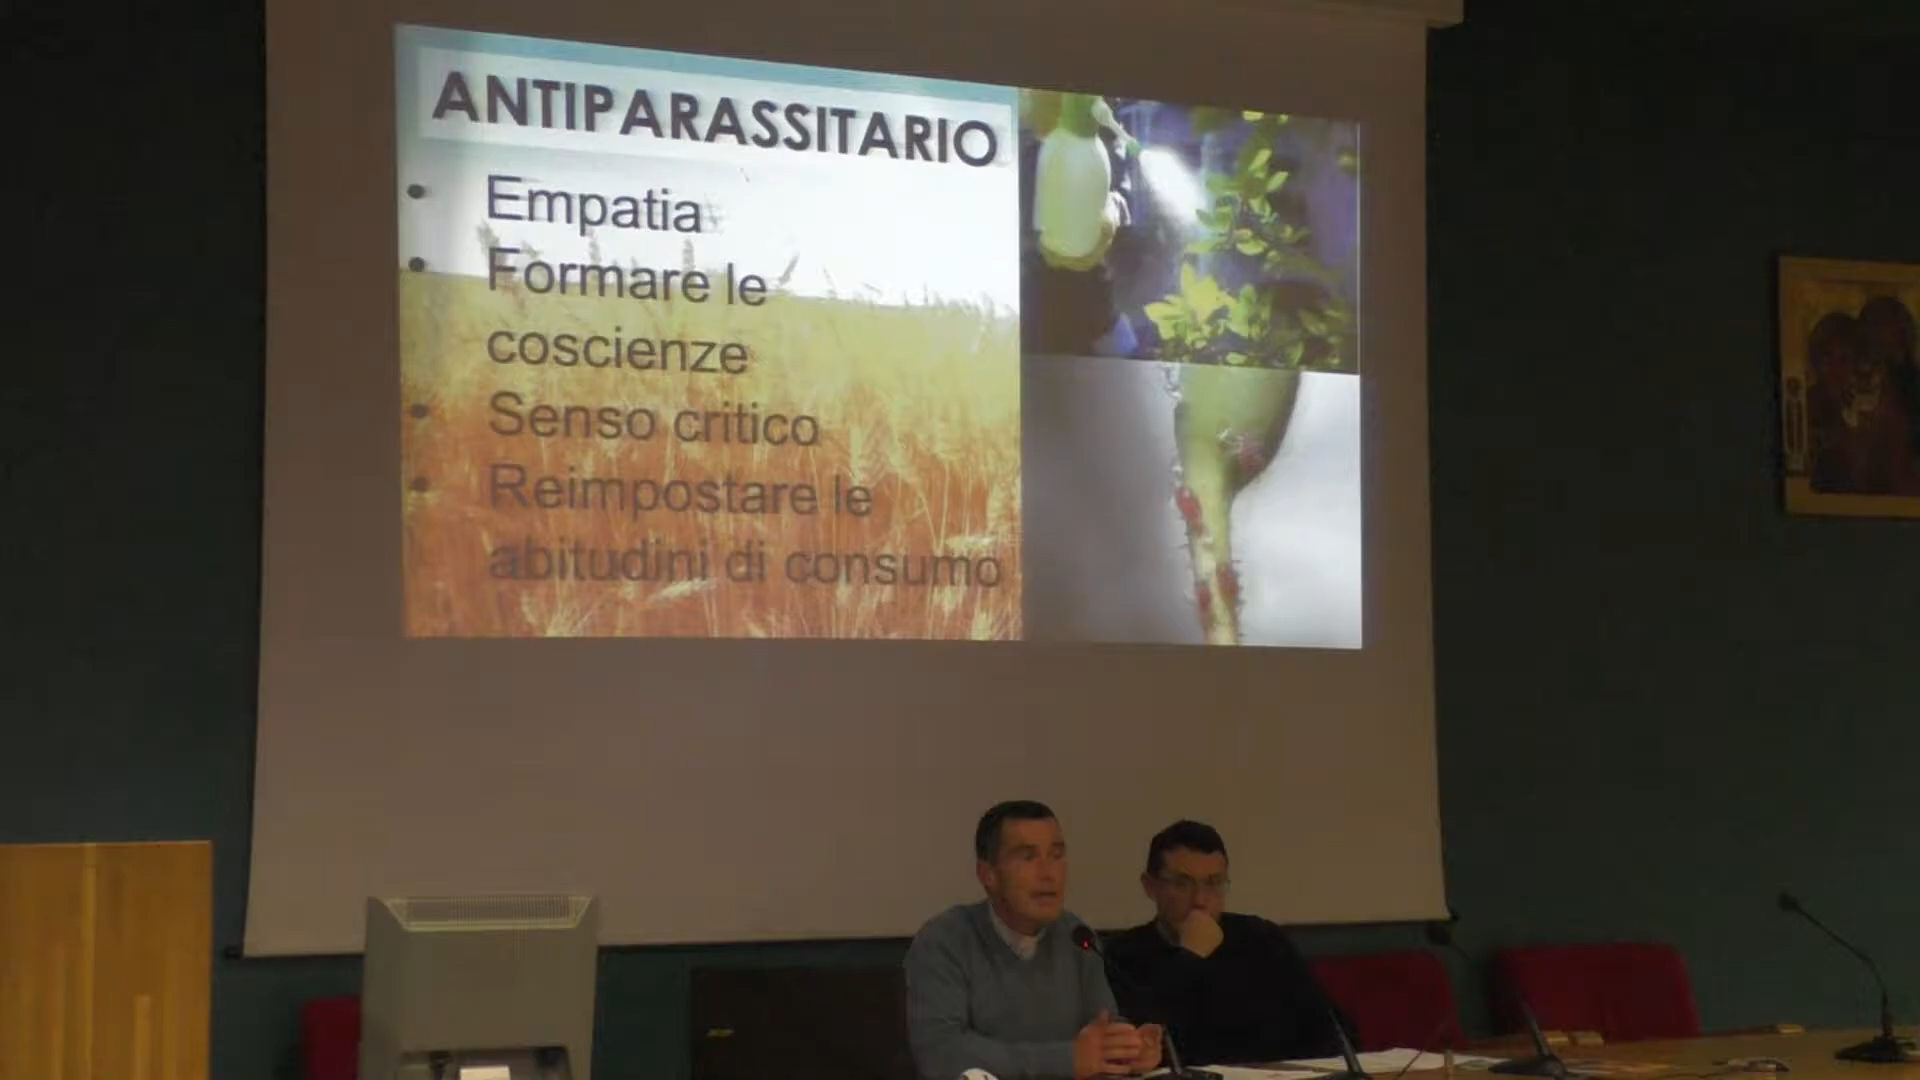 ANTIPARASSITARIO
• Empatia
• Formare le
coscienze
• Senso critico
• Reimpostare le
abitudini di consumo